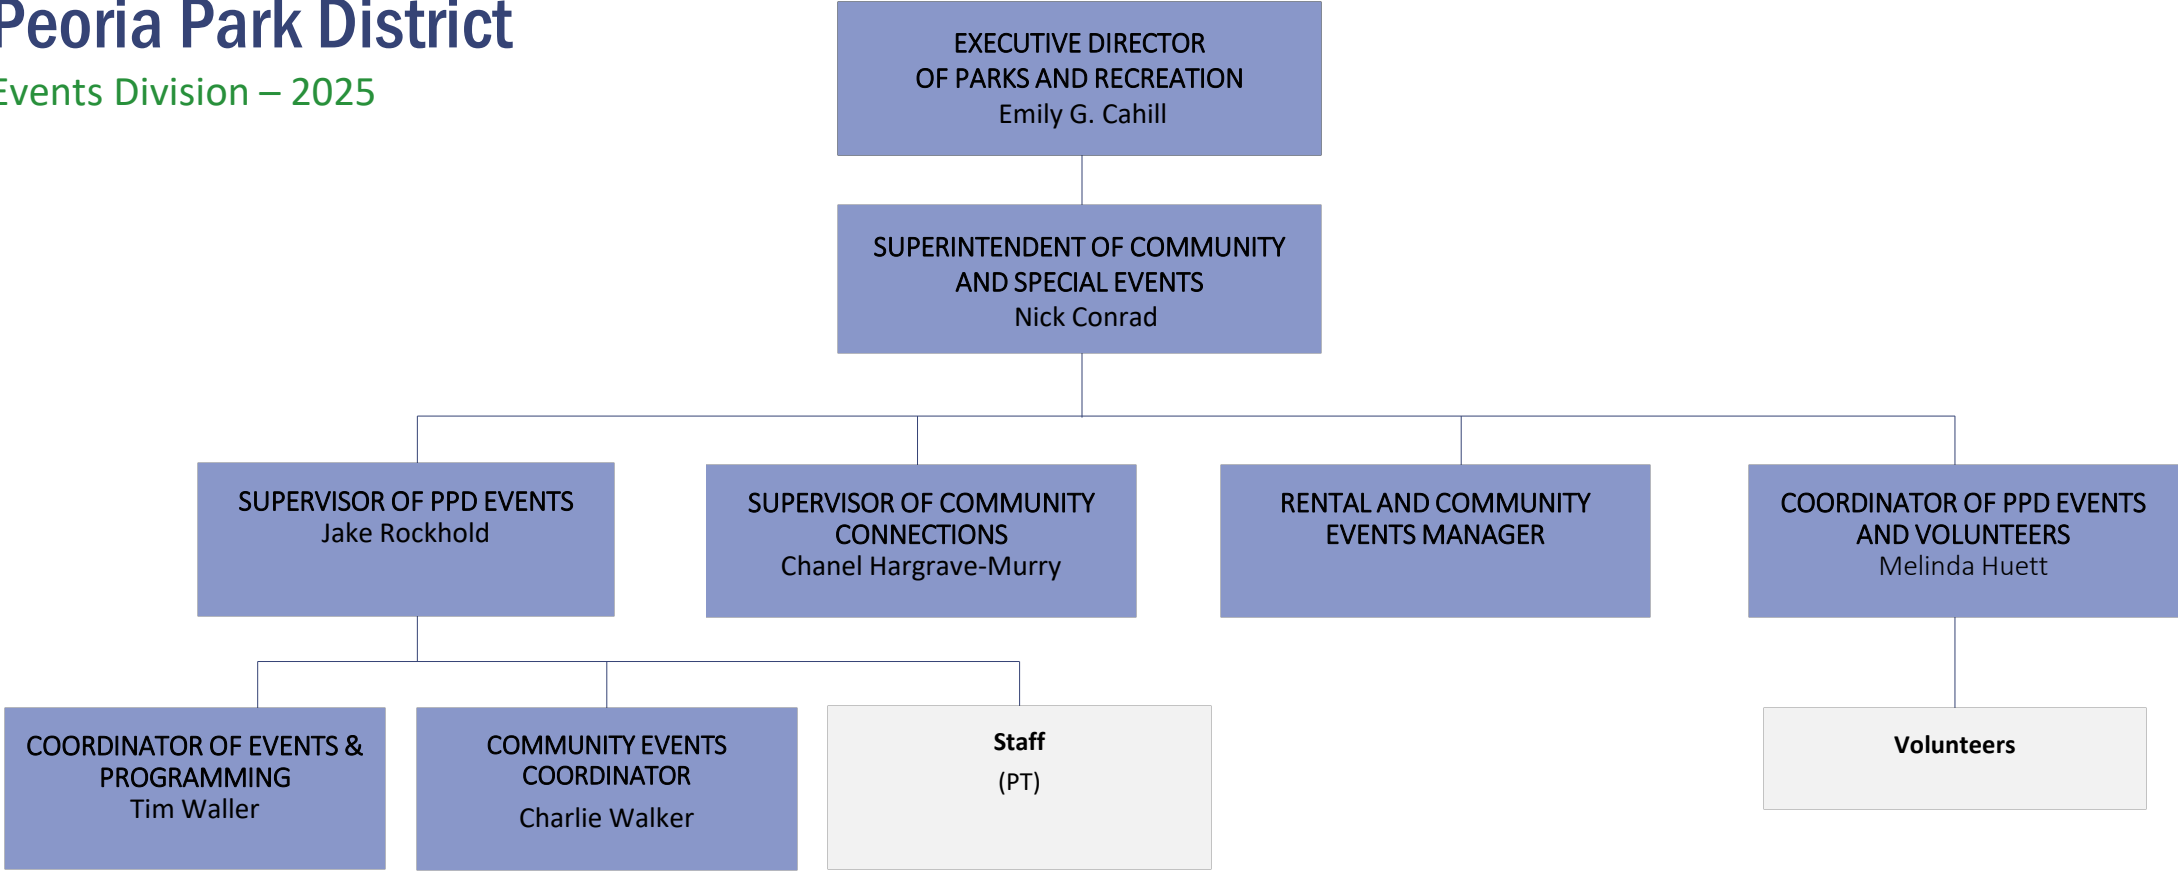 Peoria Park District
Events Division – 2025
EXECUTIVE DIRECTOR
OF PARKS AND RECREATION
Emily G. Cahill
SUPERINTENDENT OF COMMUNITY
AND SPECIAL EVENTS
Nick Conrad
SUPERVISOR OF PPD EVENTS
Jake Rockhold
SUPERVISOR OF COMMUNITY
CONNECTIONS
Chanel Hargrave-Murry
RENTAL AND COMMUNITY
EVENTS MANAGER
COORDINATOR OF PPD EVENTS
AND VOLUNTEERS
Melinda Huett
COORDINATOR OF EVENTS &
PROGRAMMING
Tim Waller
COMMUNITY EVENTS
COORDINATOR
Charlie Walker
Staff
(PT)
Volunteers